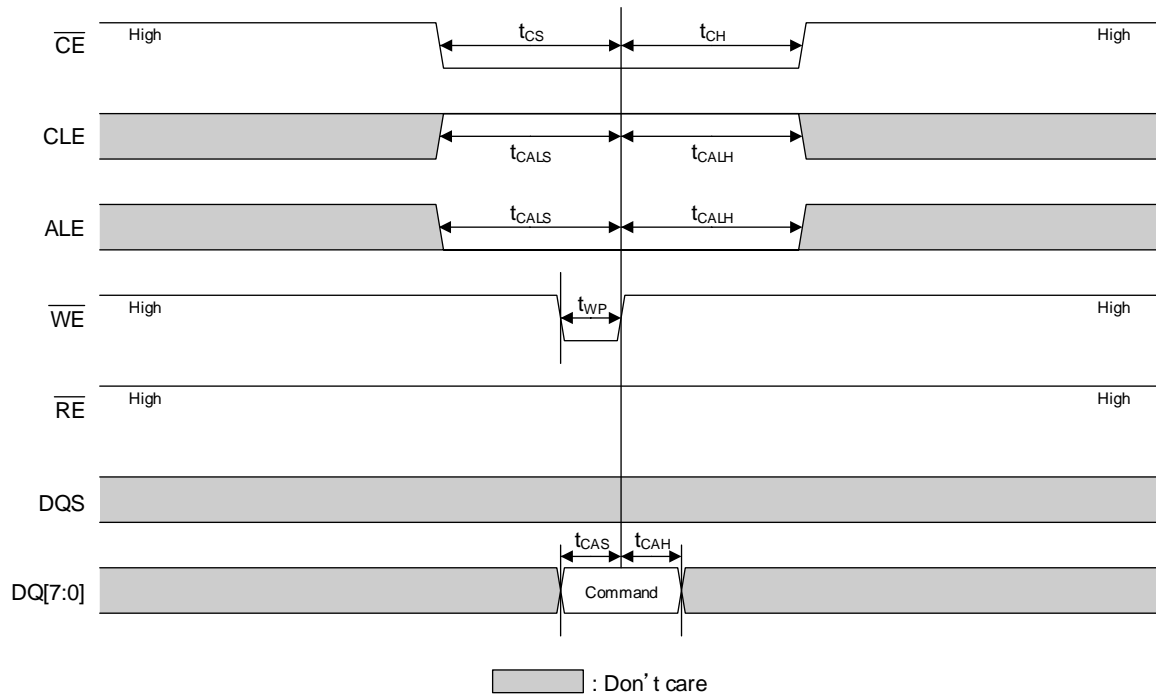 CE High tCS tCH High
CLE tCALS tCALH
ALE tCALS tCALH
WE High tWP High
RE High High
DQS
tCAS tCAH
DQ[7:0] Command
: Don't care